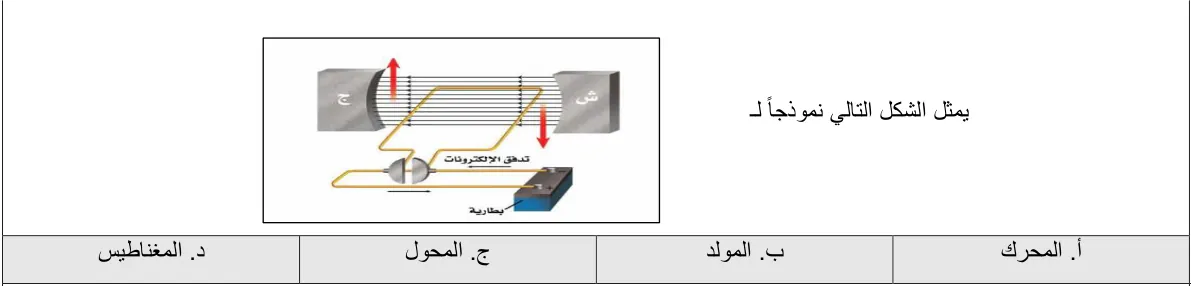 يمثل الشكل التالي نموذجاً لـ
ج
ش
تدفق الإلكترونات
بطارية
أ. المحرك
ب. المولد
ج. المحول
د. المغناطيس